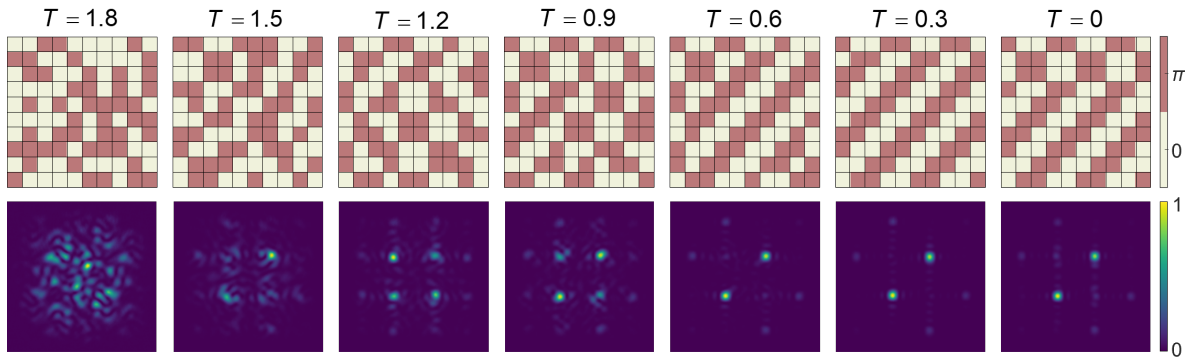 T = 1.8 T = 1.5 T = 1.2 T = 0.9 T = 0.6 T = 0.3 T = 0
π
0
1
0